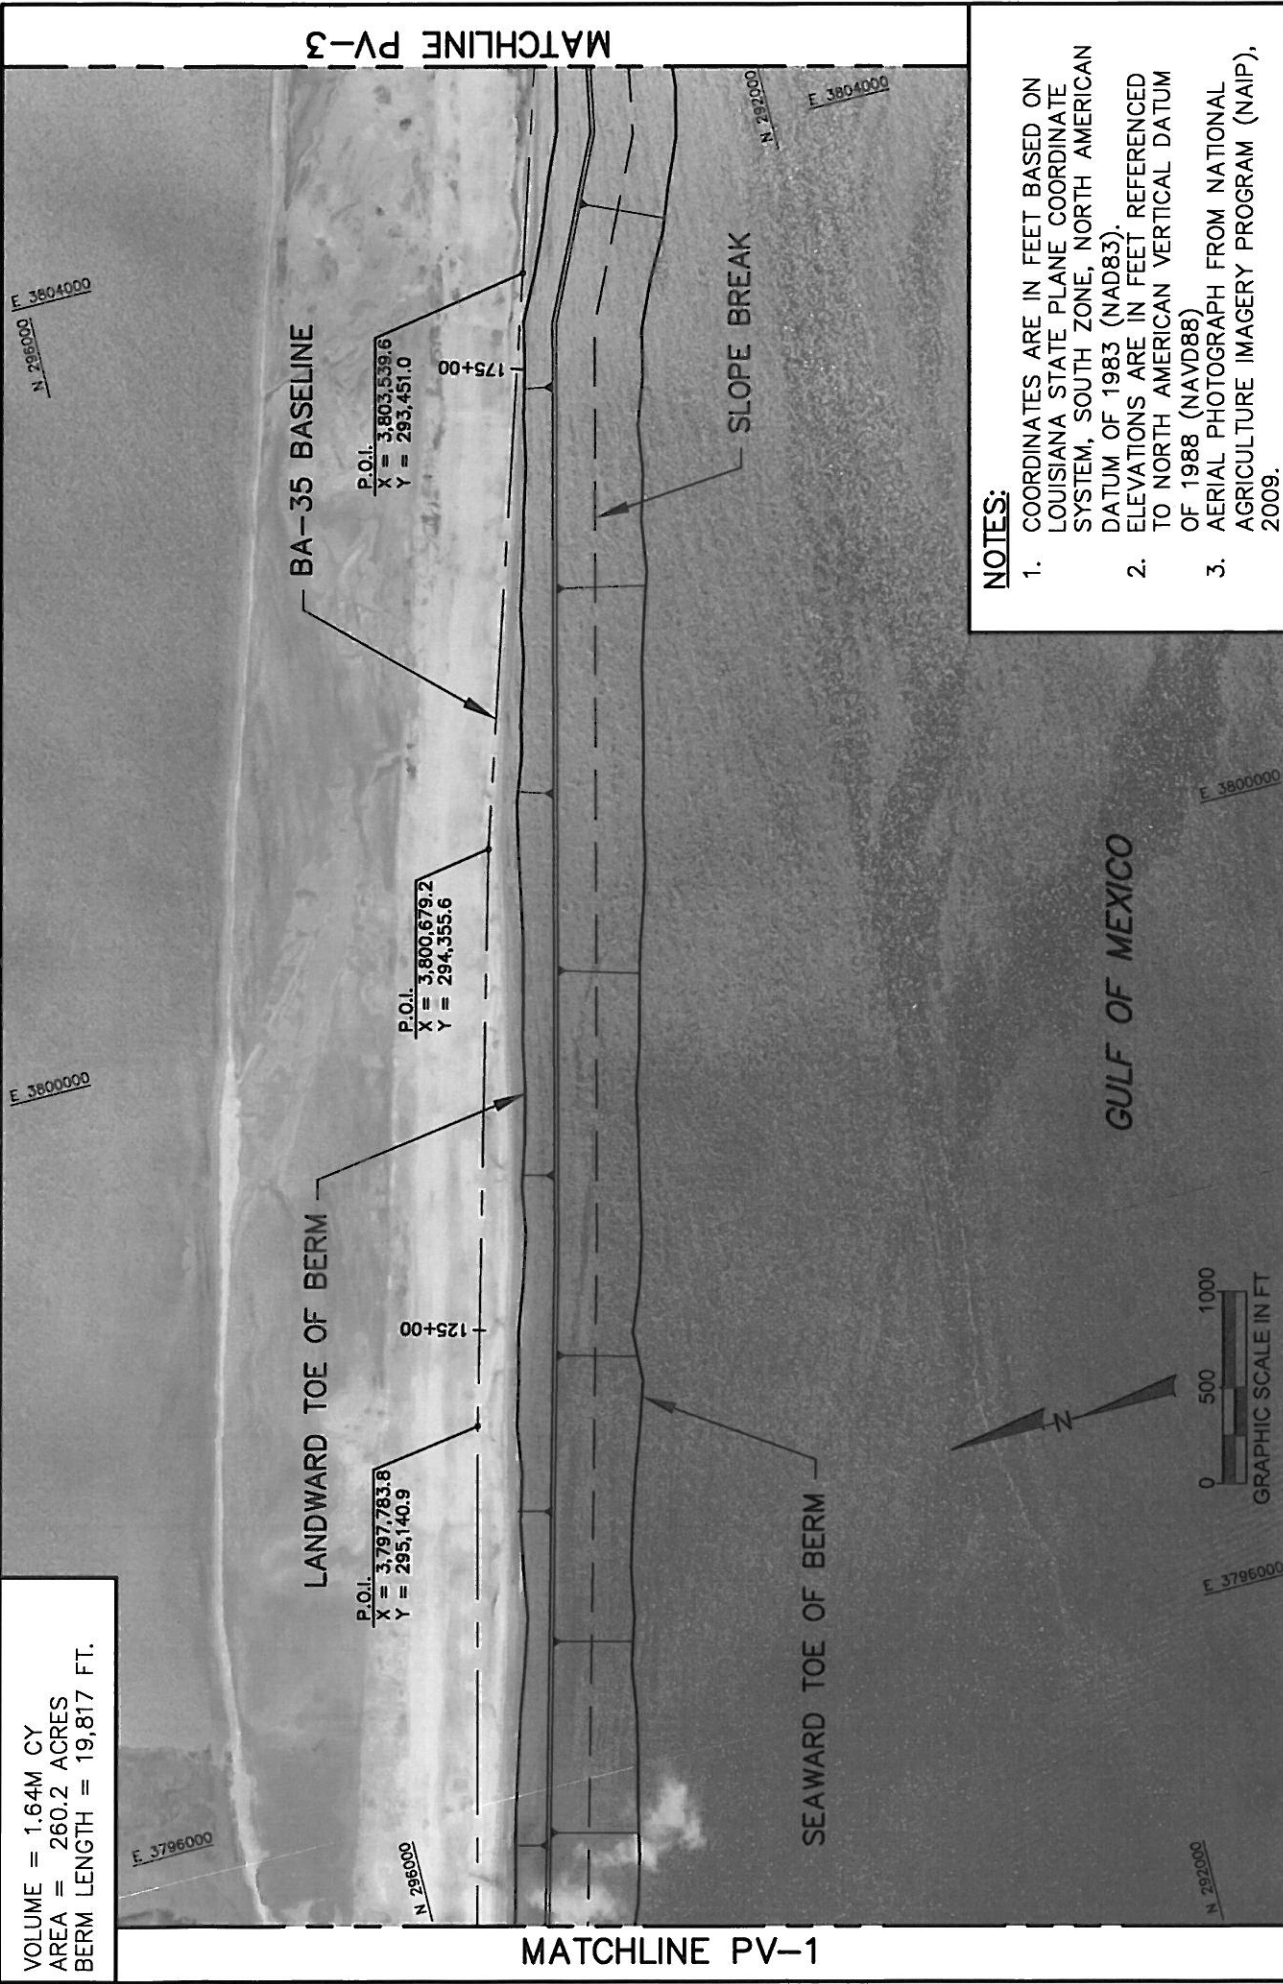 VOLUME = 1.64M CY
AREA = 260.2 ACRES
BERM LENGTH = 19,817 FT.
MATCHLINE PV-1
MATCHLINE PV-3
E 3796000
N 296000
E 3800000
N 296000
E 3804000
LANDWARD TOE OF BERM
BA-35 BASELINE
P.O.I.
X = 3,797,783.8
Y = 295,140.9
P.O.I.
X = 3,800,679.2
Y = 294,355.6
P.O.I.
X = 3,803,539.6
Y = 293,451.0
125+00
175+00
SLOPE BREAK
SEAWARD TOE OF BERM
N 292000
E 3804000
N 292000
E 3796000
E 3800000
GULF OF MEXICO
N
0 500 1000
GRAPHIC SCALE IN FT
NOTES:
1. COORDINATES ARE IN FEET BASED ON
LOUISIANA STATE PLANE COORDINATE
SYSTEM, SOUTH ZONE, NORTH AMERICAN
DATUM OF 1983 (NAD83).
2. ELEVATIONS ARE IN FEET REFERENCED
TO NORTH AMERICAN VERTICAL DATUM
OF 1988 (NAVD88)
3. AERIAL PHOTOGRAPH FROM NATIONAL
AGRICULTURE IMAGERY PROGRAM (NAIP),
2009.